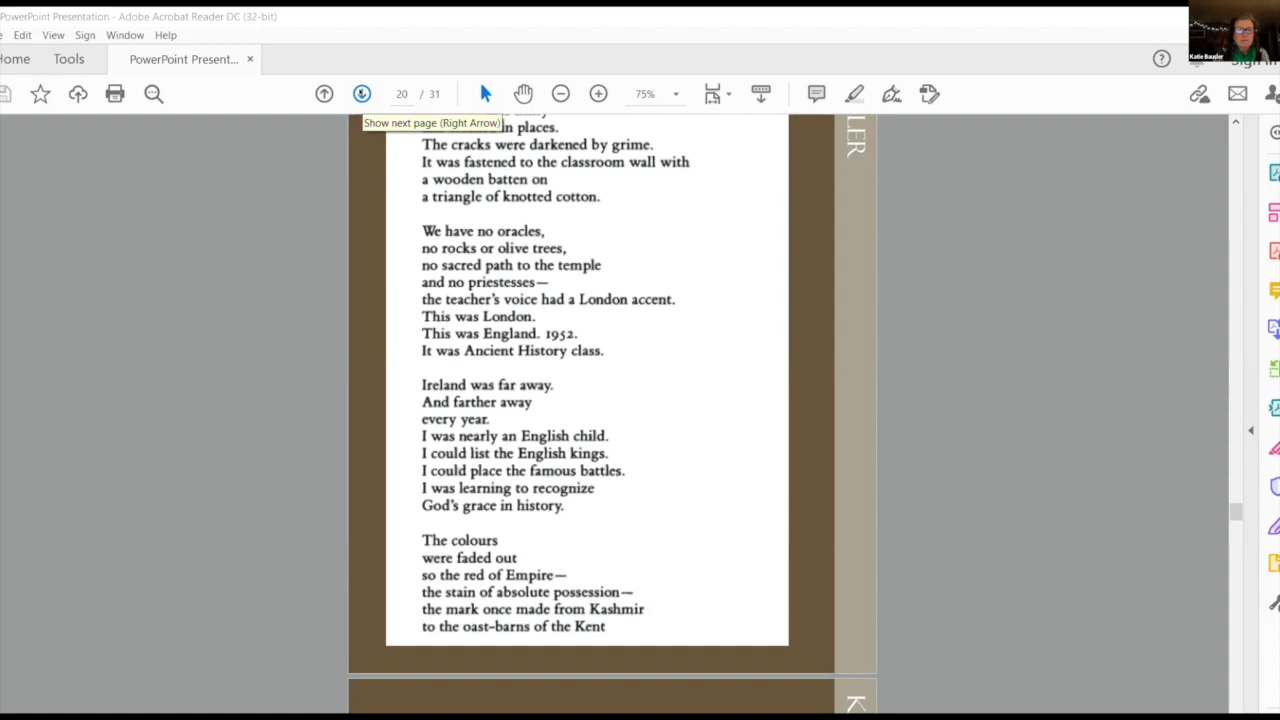 PowerPoint Presentation - Adobe Acrobat Reader DC (32-bit)
Edit View Sign Window Help
Home Tools PowerPoint Present... ×
20 / 31 75%
Show next page (Right Arrow)
Katie Bausler
in places.
The cracks were darkened by grime.
It was fastened to the classroom wall with
a wooden batten on
a triangle of knotted cotton.
We have no oracles,
no rocks or olive trees,
no sacred path to the temple
and no priestesses—
the teacher's voice had a London accent.
This was London.
This was England. 1952.
It was Ancient History class.
Ireland was far away.
And farther away
every year.
I was nearly an English child.
I could list the English kings.
I could place the famous battles.
I was learning to recognize
God's grace in history.
The colours
were faded out
so the red of Empire—
the stain of absolute possession—
the mark once made from Kashmir
to the oast-barns of the Kent
LER
K